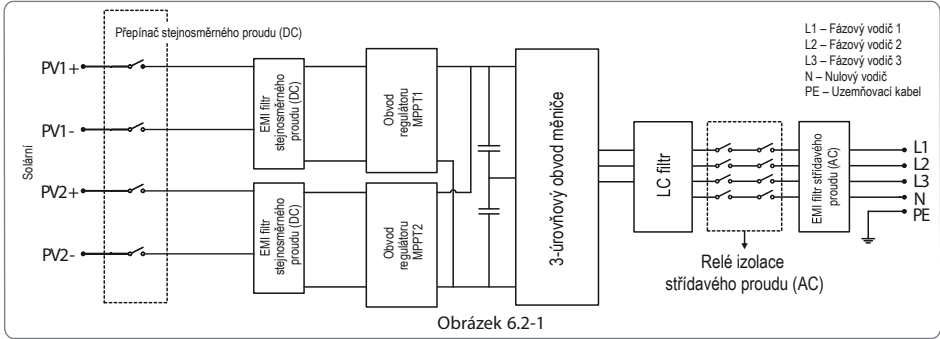 Přepínač stejnosměrného proudu (DC)
Solární
PV1+
PV1-
PV2+
PV2-
EMI filtr
stejnosměrného
proudu (DC)
EMI filtr
stejnosměrného
proudu (DC)
Obvod
regulátoru
MPPT1
Obvod
regulátoru
MPPT2
3-úrovňový obvod měniče
LC filtr
Relé izolace
střídavého proudu (AC)
EMI filtr střídavého
proudu (AC)
L1 – Fázový vodič 1
L2 – Fázový vodič 2
L3 – Fázový vodič 3
N – Nulový vodič
PE – Uzemňovací kabel
L1
L2
L3
N
PE
Obrázek 6.2-1